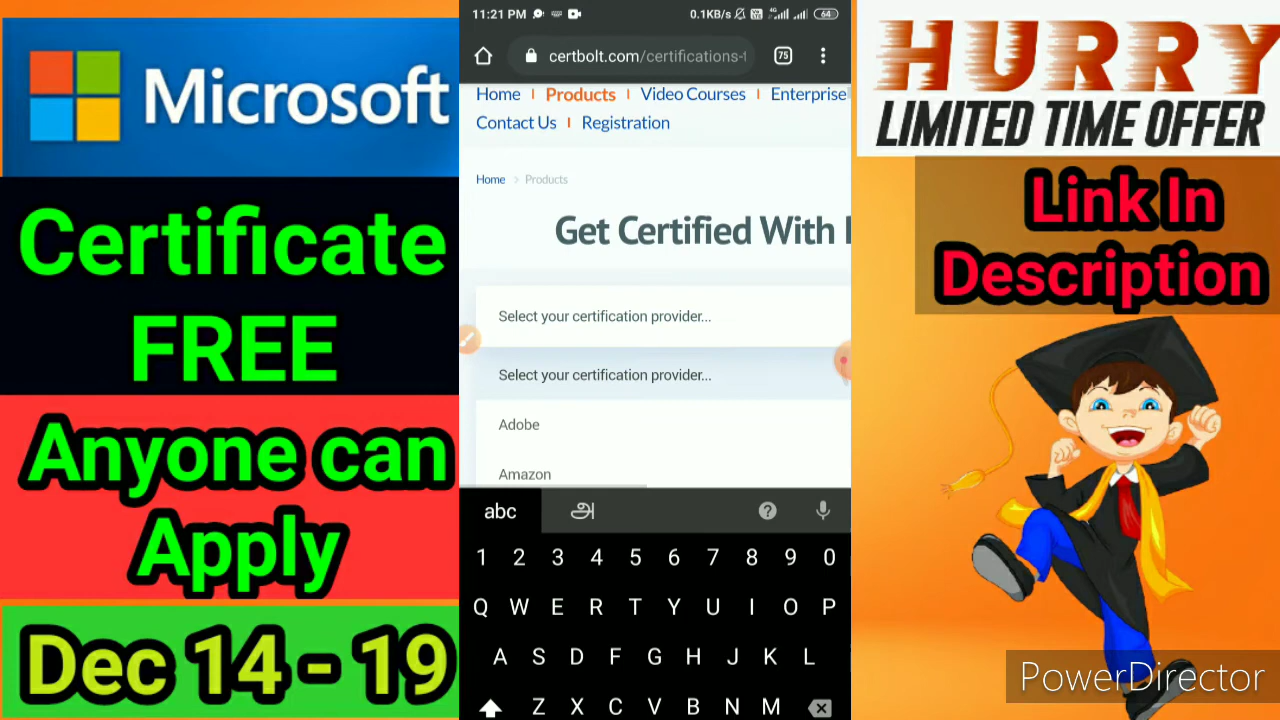 Microsoft
Certificate
FREE
Anyone can
Apply
Dec 14 - 19
11:21 PM
0.1KB/s
4G
64
certbolt.com/certifications-
75
Home | Products | Video Courses | Enterprise
Contact Us | Registration
Home > Products
Get Certified With
Select your certification provider...
Select your certification provider...
Adobe
Amazon
abc
அ
1 2 3 4 5 6 7 8 9 0
Q W E R T Y U I O P
A S D F G H J K L
Z X C V B N M
HURRY
LIMITED TIME OFFER
Link In
Description
PowerDirector